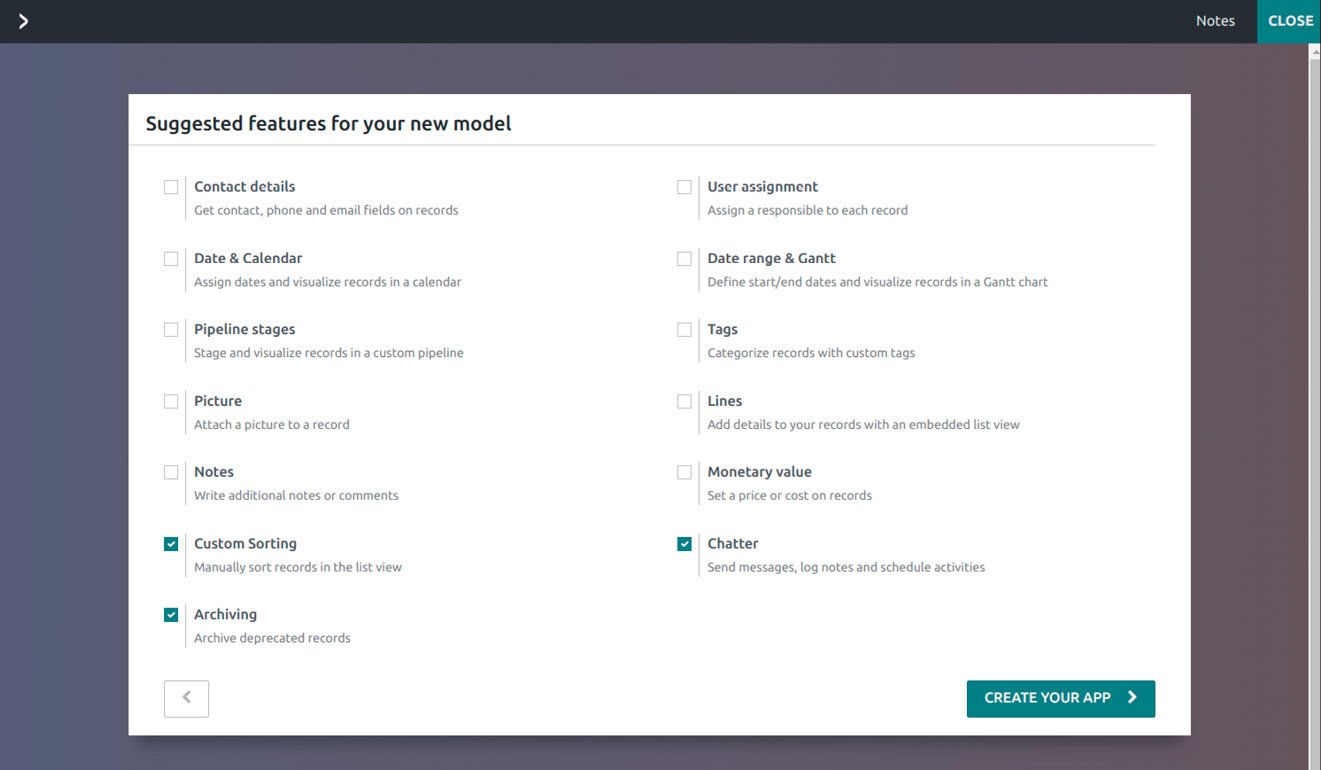 Notes
CLOSE
Suggested features for your new model
Contact details
Get contact, phone and email fields on records
User assignment
Assign a responsible to each record
Date & Calendar
Assign dates and visualize records in a calendar
Date range & Gantt
Define start/end dates and visualize records in a Gantt chart
Pipeline stages
Stage and visualize records in a custom pipeline
Tags
Categorize records with custom tags
Picture
Attach a picture to a record
Lines
Add details to your records with an embedded list view
Notes
Write additional notes or comments
Monetary value
Set a price or cost on records
Custom Sorting
Manually sort records in the list view
Chatter
Send messages, log notes and schedule activities
Archiving
Archive deprecated records
CREATE YOUR APP